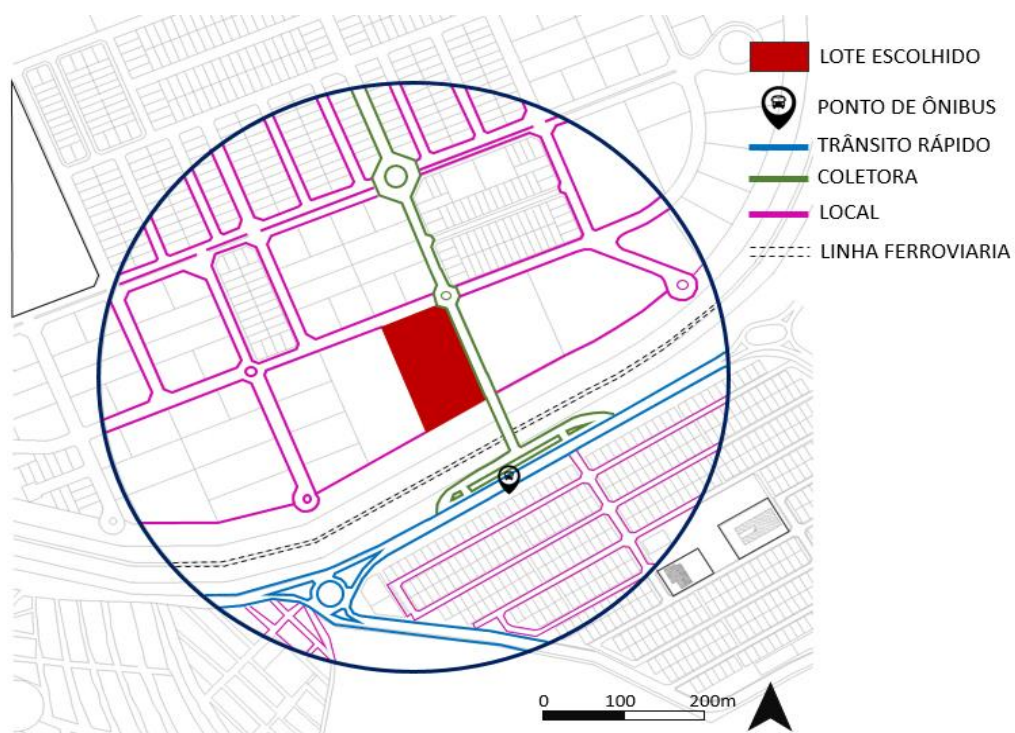 LOTE ESCOLHIDO
PONTO DE ÔNIBUS
TRÂNSITO RÁPIDO
COLETORA
LOCAL
LINHA FERROVIARIA
0 100 200m